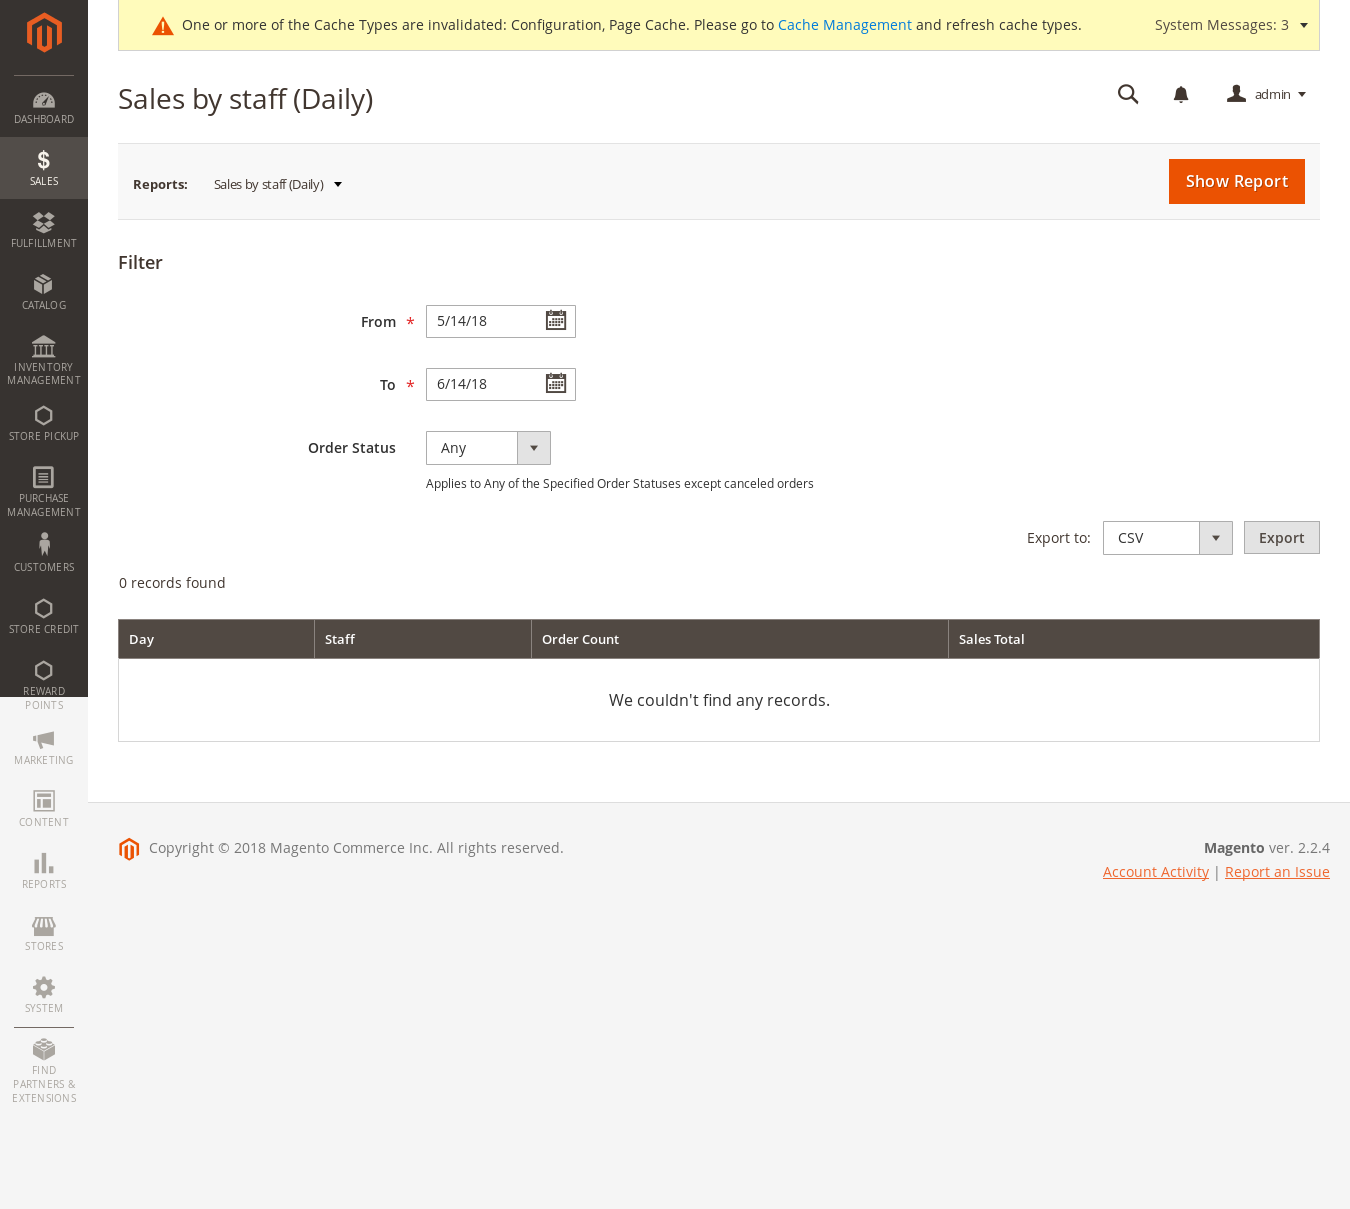 One or more of the Cache Types are invalidated: Configuration, Page Cache. Please go to Cache Management and refresh cache types.
System Messages: 3
Sales by staff (Daily)
admin
Reports:
Sales by staff (Daily)
Show Report
Filter
From *
5/14/18
To *
6/14/18
Order Status
Any
Applies to Any of the Specified Order Statuses except canceled orders
Export to:
CSV
Export
0 records found
Day
Staff
Order Count
Sales Total
We couldn't find any records.
DASHBOARD
$
SALES
FULFILLMENT
CATALOG
INVENTORY
MANAGEMENT
STORE PICKUP
PURCHASE
MANAGEMENT
CUSTOMERS
STORE CREDIT
REWARD
POINTS
MARKETING
CONTENT
REPORTS
STORES
SYSTEM
FIND
PARTNERS &
EXTENSIONS
Copyright © 2018 Magento Commerce Inc. All rights reserved.
Magento ver. 2.2.4
Account Activity | Report an Issue